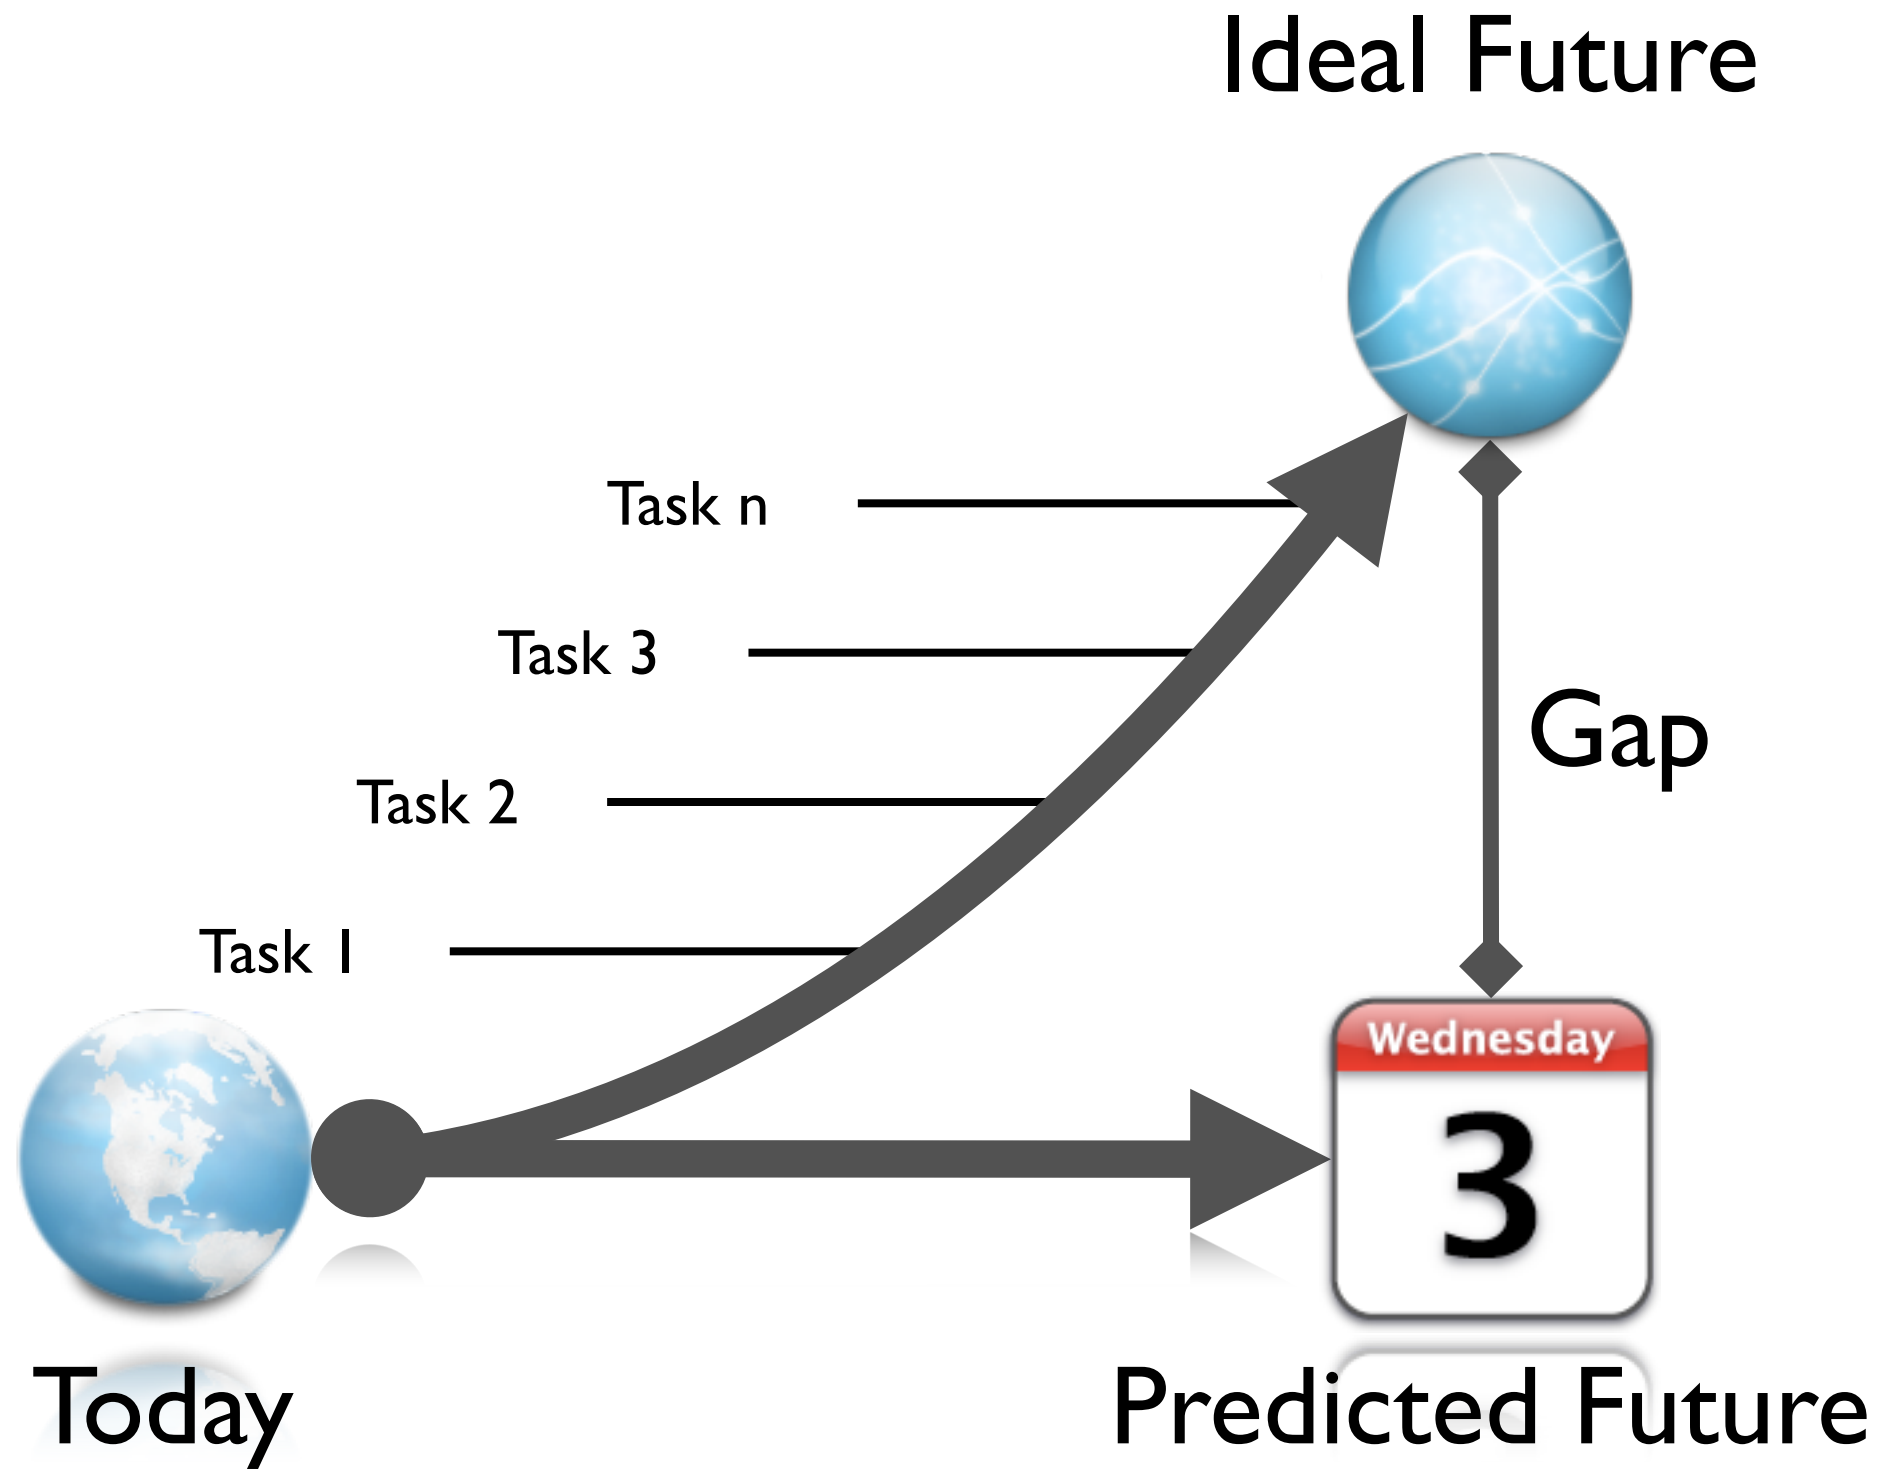 Ideal Future
Task n
Task 3
Gap
Task 2
Task 1
Wednesday
3
Today
Predicted Future